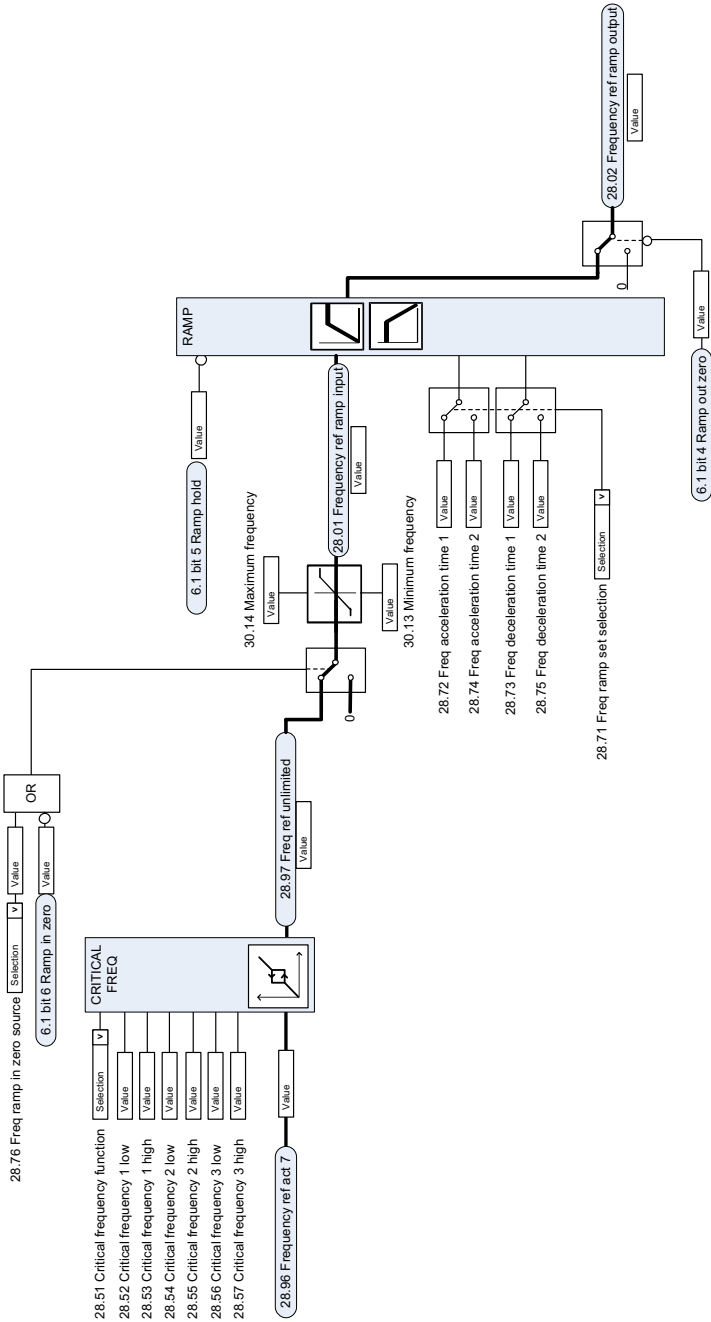 28.76 Freq ramp in zero source
Selection
v
Value
6.1 bit 6 Ramp in zero
Value
OR
28.51 Critical frequency function
Selection
v
28.52 Critical frequency 1 low
Value
28.53 Critical frequency 1 high
Value
28.54 Critical frequency 2 low
Value
28.55 Critical frequency 2 high
Value
28.56 Critical frequency 3 low
Value
28.57 Critical frequency 3 high
Value
28.96 Frequency ref act 7
Value
CRITICAL
FREQ
28.97 Freq ref unlimited
Value
0
30.14 Maximum frequency
Value
30.13 Minimum frequency
Value
6.1 bit 5 Ramp hold
Value
28.01 Frequency ref ramp input
Value
RAMP
28.72 Freq acceleration time 1
Value
28.74 Freq acceleration time 2
Value
28.73 Freq deceleration time 1
Value
28.75 Freq deceleration time 2
Value
28.71 Freq ramp set selection
Selection
v
0
28.02 Frequency ref ramp output
Value
6.1 bit 4 Ramp out zero
Value